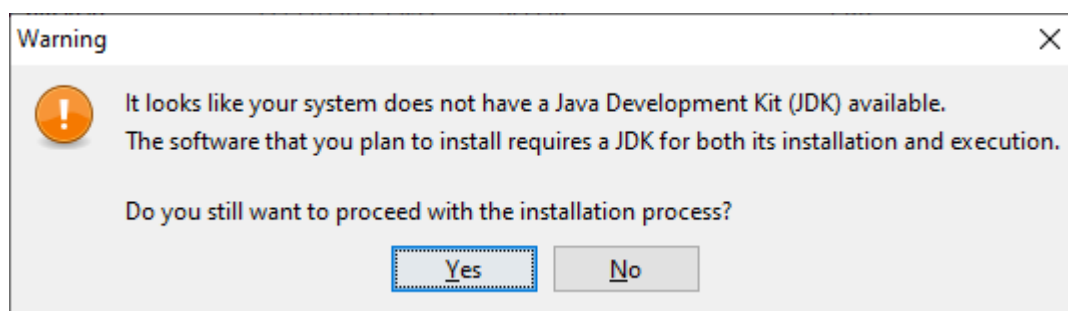 Warning
It looks like your system does not have a Java Development Kit (JDK) available.
The software that you plan to install requires a JDK for both its installation and execution.
Do you still want to proceed with the installation process?
Yes
No